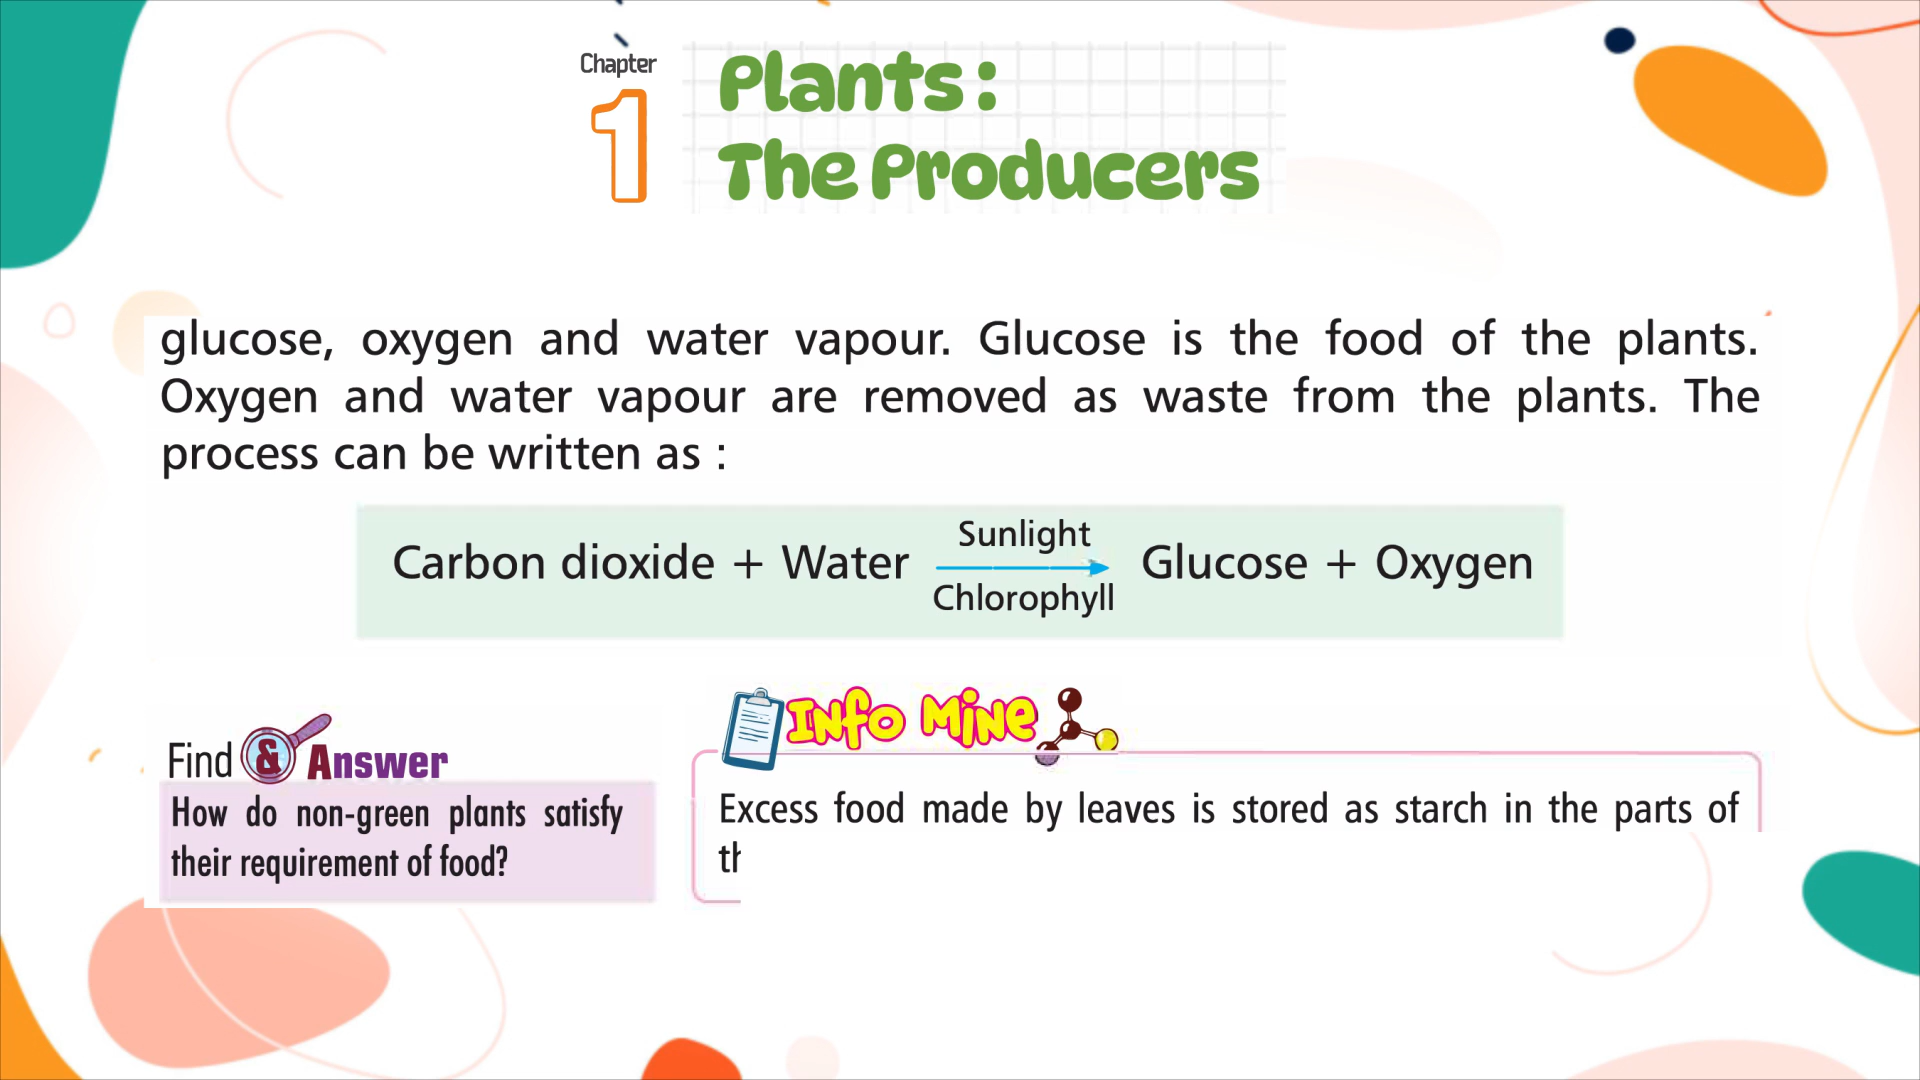 Chapter
1
Plants:
The Producers
glucose, oxygen and water vapour. Glucose is the food of the plants.
Oxygen and water vapour are removed as waste from the plants. The
process can be written as :
Sunlight
Carbon dioxide + Water → Glucose + Oxygen
Chlorophyll
Find & Answer
How do non-green plants satisfy
their requirement of food?
Info Mine
Excess food made by leaves is stored as starch in the parts of